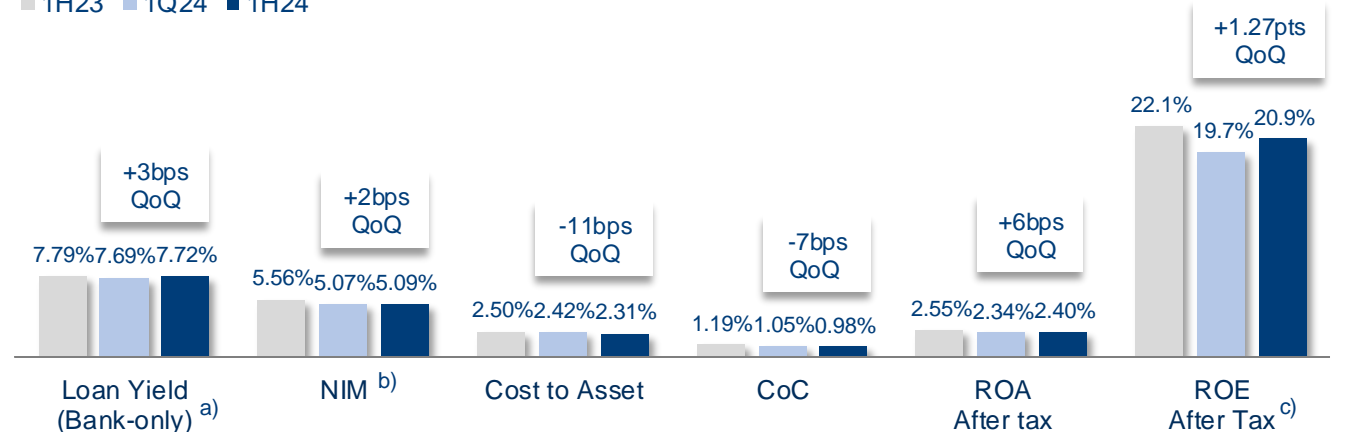 1H23 1Q24 1H24
+1.27pts
QoQ
22.1% 19.7% 20.9%
+3bps
QoQ
+2bps
QoQ
-11bps
QoQ
-7bps
QoQ
+6bps
QoQ
7.79% 7.69% 7.72%
5.56% 5.07% 5.09%
2.50% 2.42% 2.31%
1.19% 1.05% 0.98%
2.55% 2.34% 2.40%
Loan Yield
(Bank-only) a)
NIM b)
Cost to Asset
CoC
ROA
After tax
ROE
After Tax c)